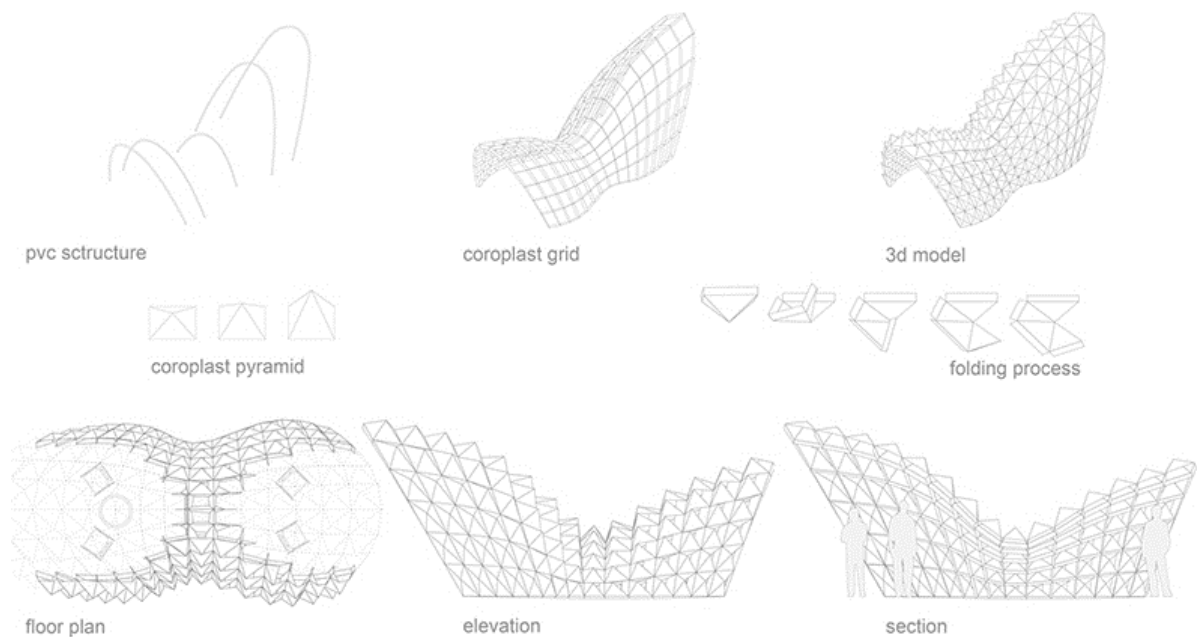 pvc sctructure
coroplast grid
3d model
coroplast pyramid
folding process
floor plan
elevation
section